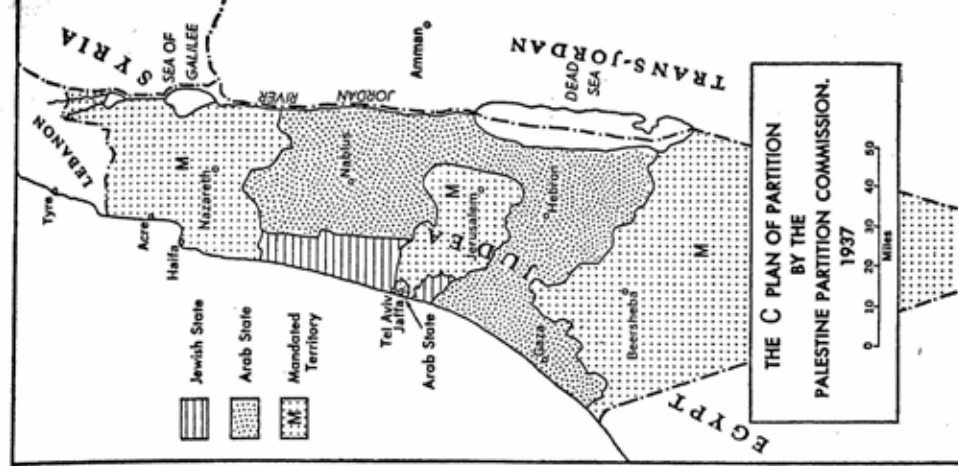 LEBANON
SYRIA
SEA OF
GALILEE
Tyre
Acre
Haifa
M
Nazareth
RIVER
JORDAN
Amman
TRANS-JORDAN
Nablus
Jewish State
Arab State
M
Mandated
Territory
Tel Aviv
Jaffa
Arab State
M
Jerusalem
JUDEA
Hebron
DEAD
SEA
Gaza
Beersheba
M
EGYPT
THE C PLAN OF PARTITION
BY THE
PALESTINE PARTITION COMMISSION.
1937
0 10 20 30 40 50
Miles